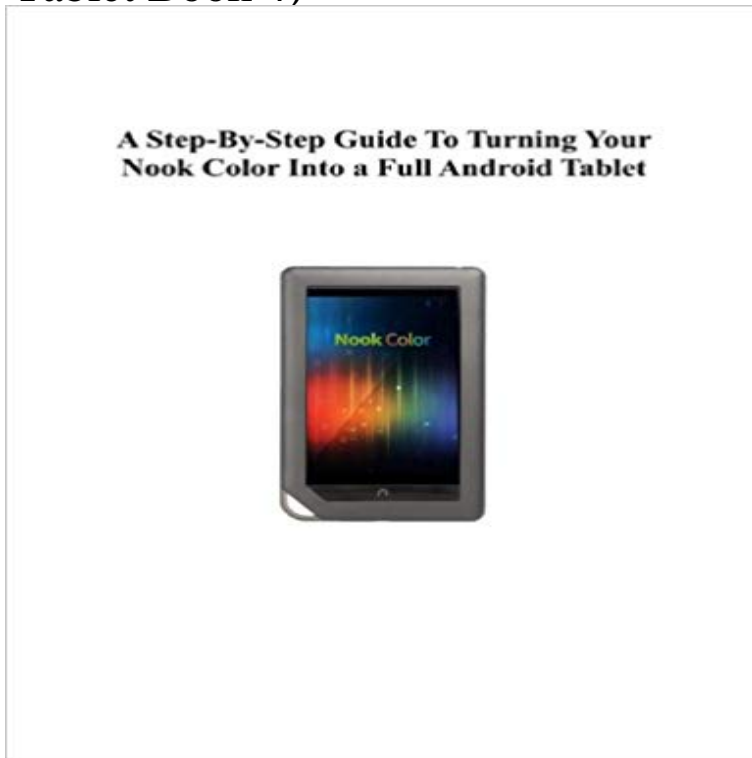 A Step-By-Step Guide To Turning Your
Nook Color Into a Full Android Tablet
Nook Color